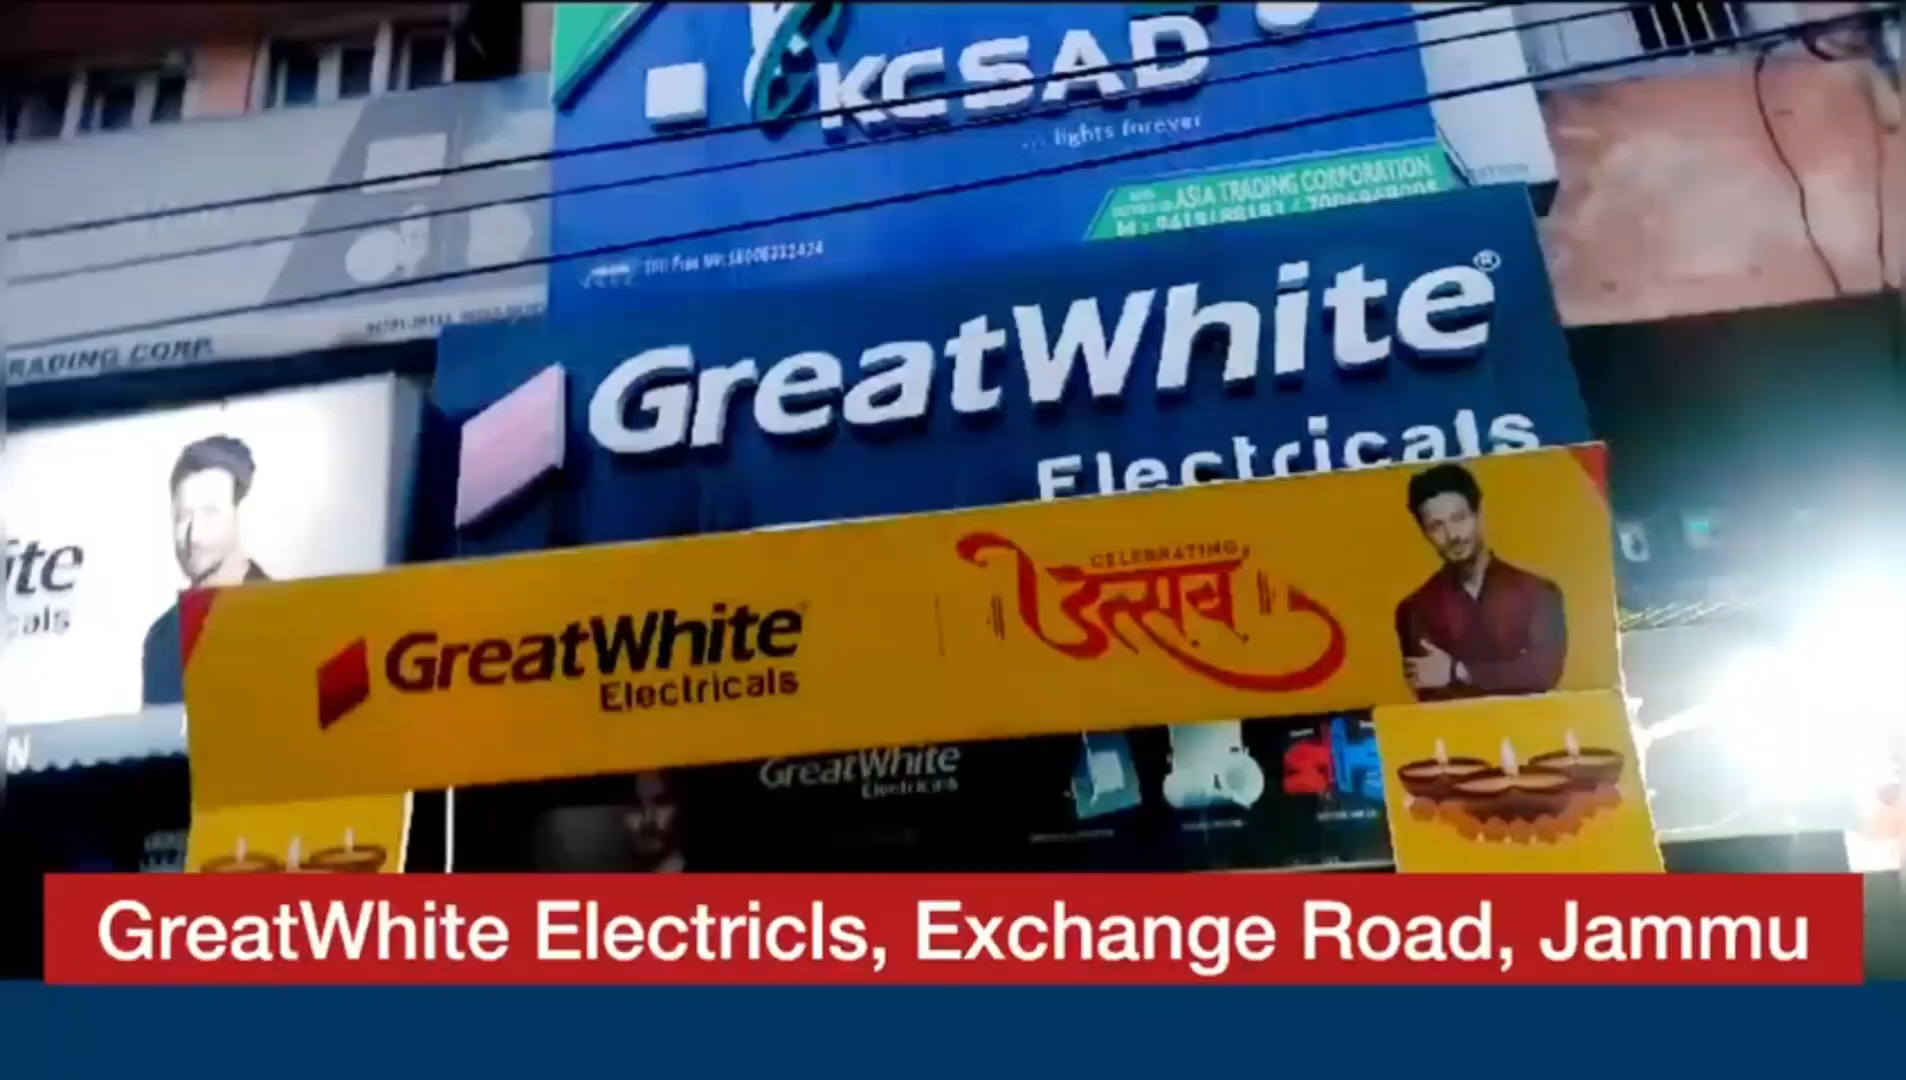 KCSAD
... lights forever
ASIA TRADING CORPORATION
GreatWhite®
Electricals
RADING CORP.
ite
cals
GreatWhite
Electricals
CELEBRATING
उत्सव
N
GreatWhite
Electricals
GreatWhite Electricls, Exchange Road, Jammu